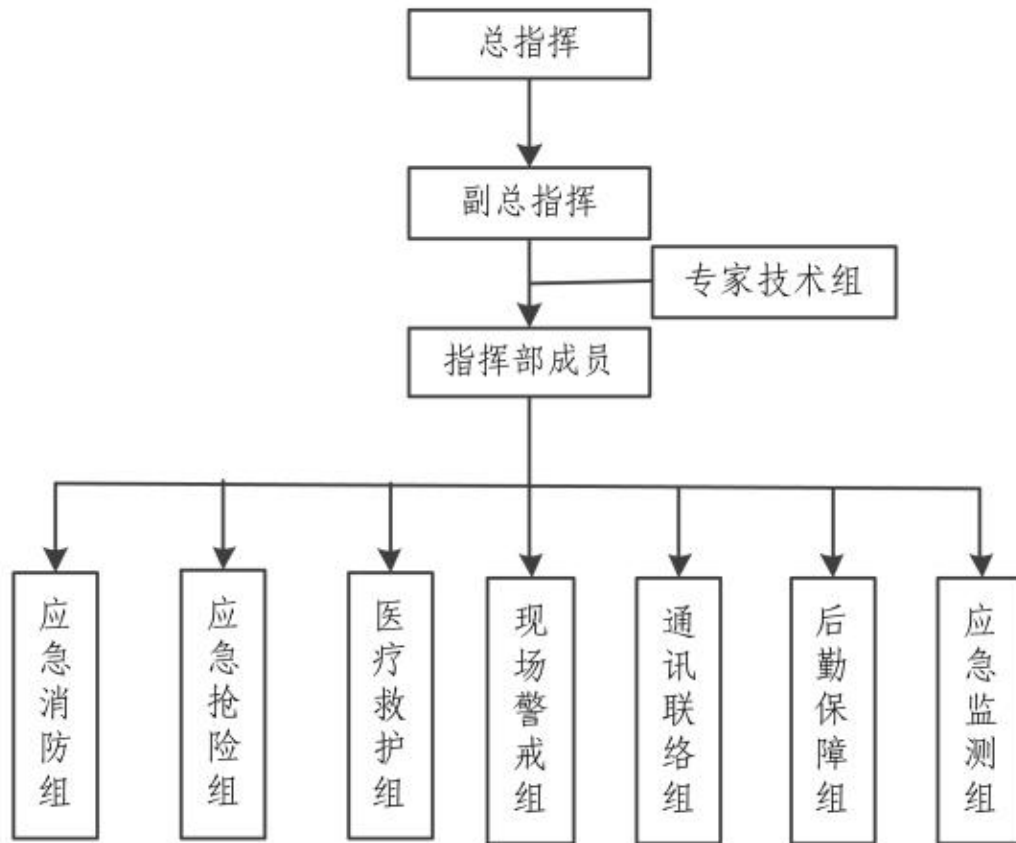 总指挥
副总指挥
专家技术组
指挥部成员
应急消防组
应急抢险组
医疗救护组
现场警戒组
通讯联络组
后勤保障组
应急监测组